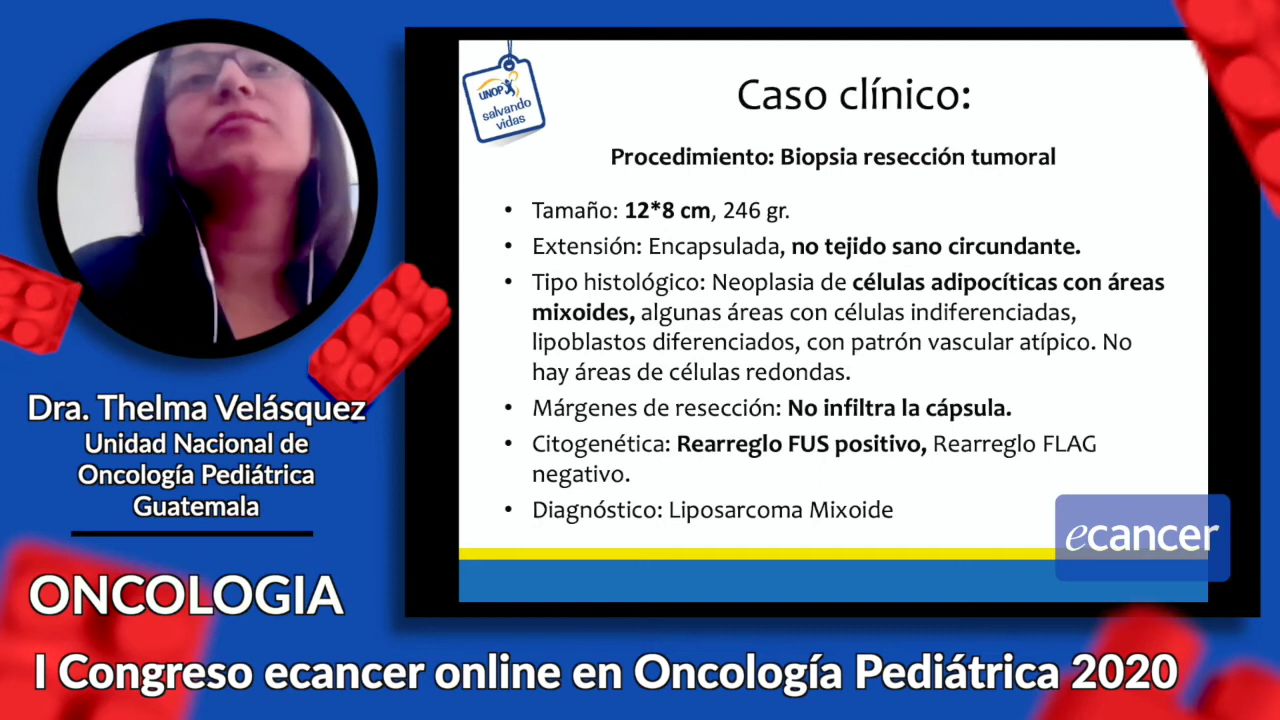 UNOP
salvando
vidas
Caso clínico:
Procedimiento: Biopsia resección tumoral
• Tamaño: 12*8 cm, 246 gr.
• Extensión: Encapsulada, no tejido sano circundante.
• Tipo histológico: Neoplasia de células adipocíticas con áreas
mixoides, algunas áreas con células indiferenciadas,
lipoblastos diferenciados, con patrón vascular atípico. No
hay áreas de células redondas.
• Márgenes de resección: No infiltra la cápsula.
• Citogenética: Rearreglo FUS positivo, Rearreglo FLAG
negativo.
• Diagnóstico: Liposarcoma Mixoide
ecancer
Dra. Thelma Velásquez
Unidad Nacional de
Oncología Pediátrica
Guatemala
ONCOLOGIA
I Congreso ecancer online en Oncología Pediátrica 2020